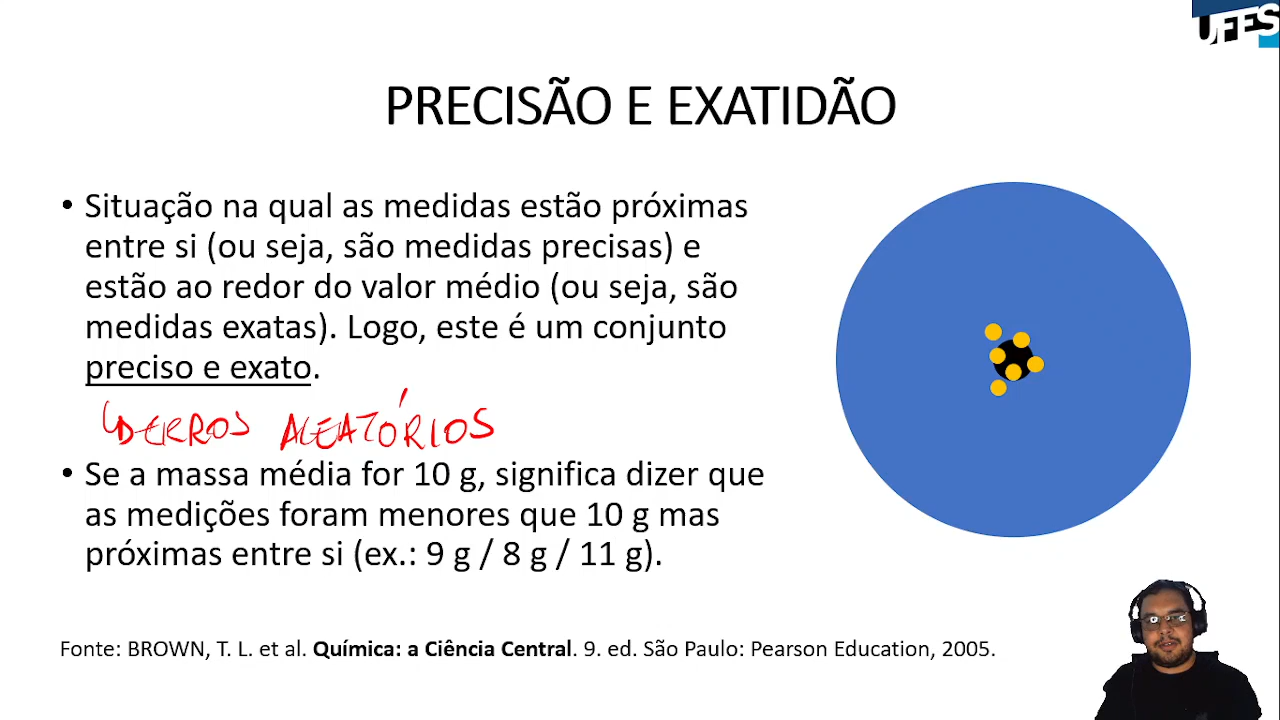 UFES
PRECISÃO E EXATIDÃO
• Situação na qual as medidas estão próximas
entre si (ou seja, são medidas precisas) e
estão ao redor do valor médio (ou seja, são
medidas exatas). Logo, este é um conjunto
preciso e exato.
ERROS ALEATÓRIOS
• Se a massa média for 10 g, significa dizer que
as medições foram menores que 10 g mas
próximas entre si (ex.: 9 g / 8 g / 11 g).
Fonte: BROWN, T. L. et al. Química: a Ciência Central. 9. ed. São Paulo: Pearson Education, 2005.